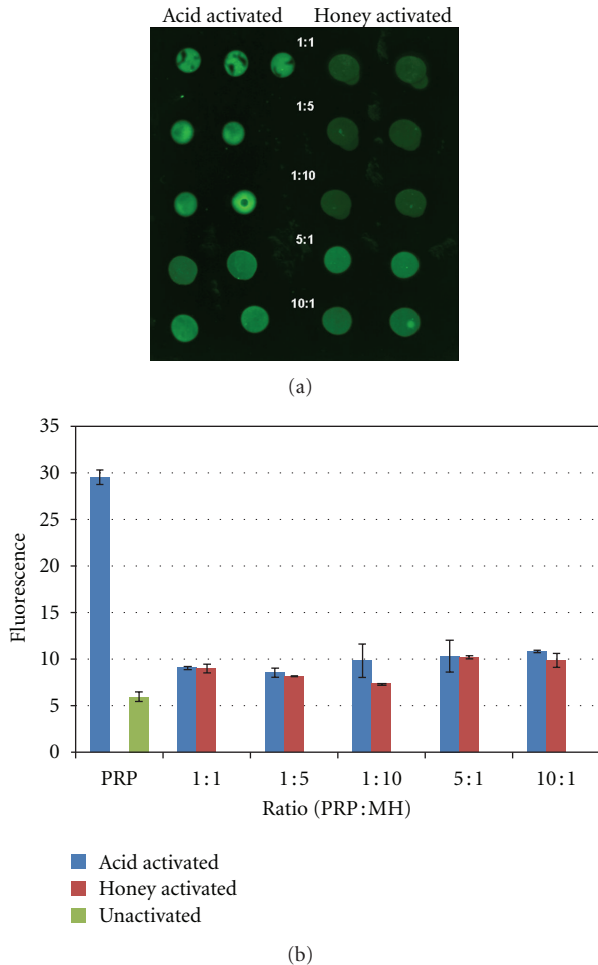 Acid activated Honey activated
1:1
1:5
1:10
5:1
10:1
(a)
35
30
25
20
15
10
5
0
Fluorescence
PRP 1:1 1:5 1:10 5:1 10:1
Ratio (PRP:MH)
Acid activated
Honey activated
Unactivated
(b)